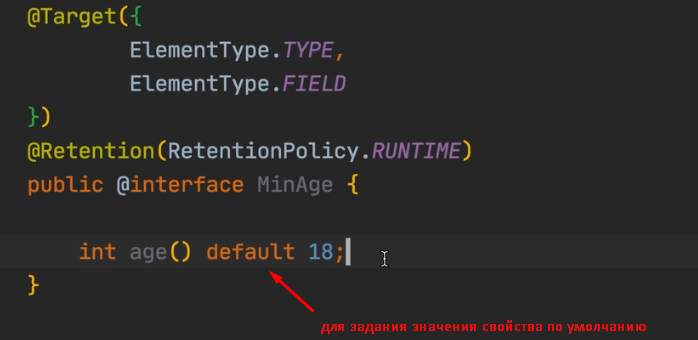 @Target({
ElementType.TYPE,
ElementType.FIELD
})
@Retention(RetentionPolicy.RUNTIME)
public @interface MinAge {
int age() default 18;
}
для задания значения свойства по умолчанию